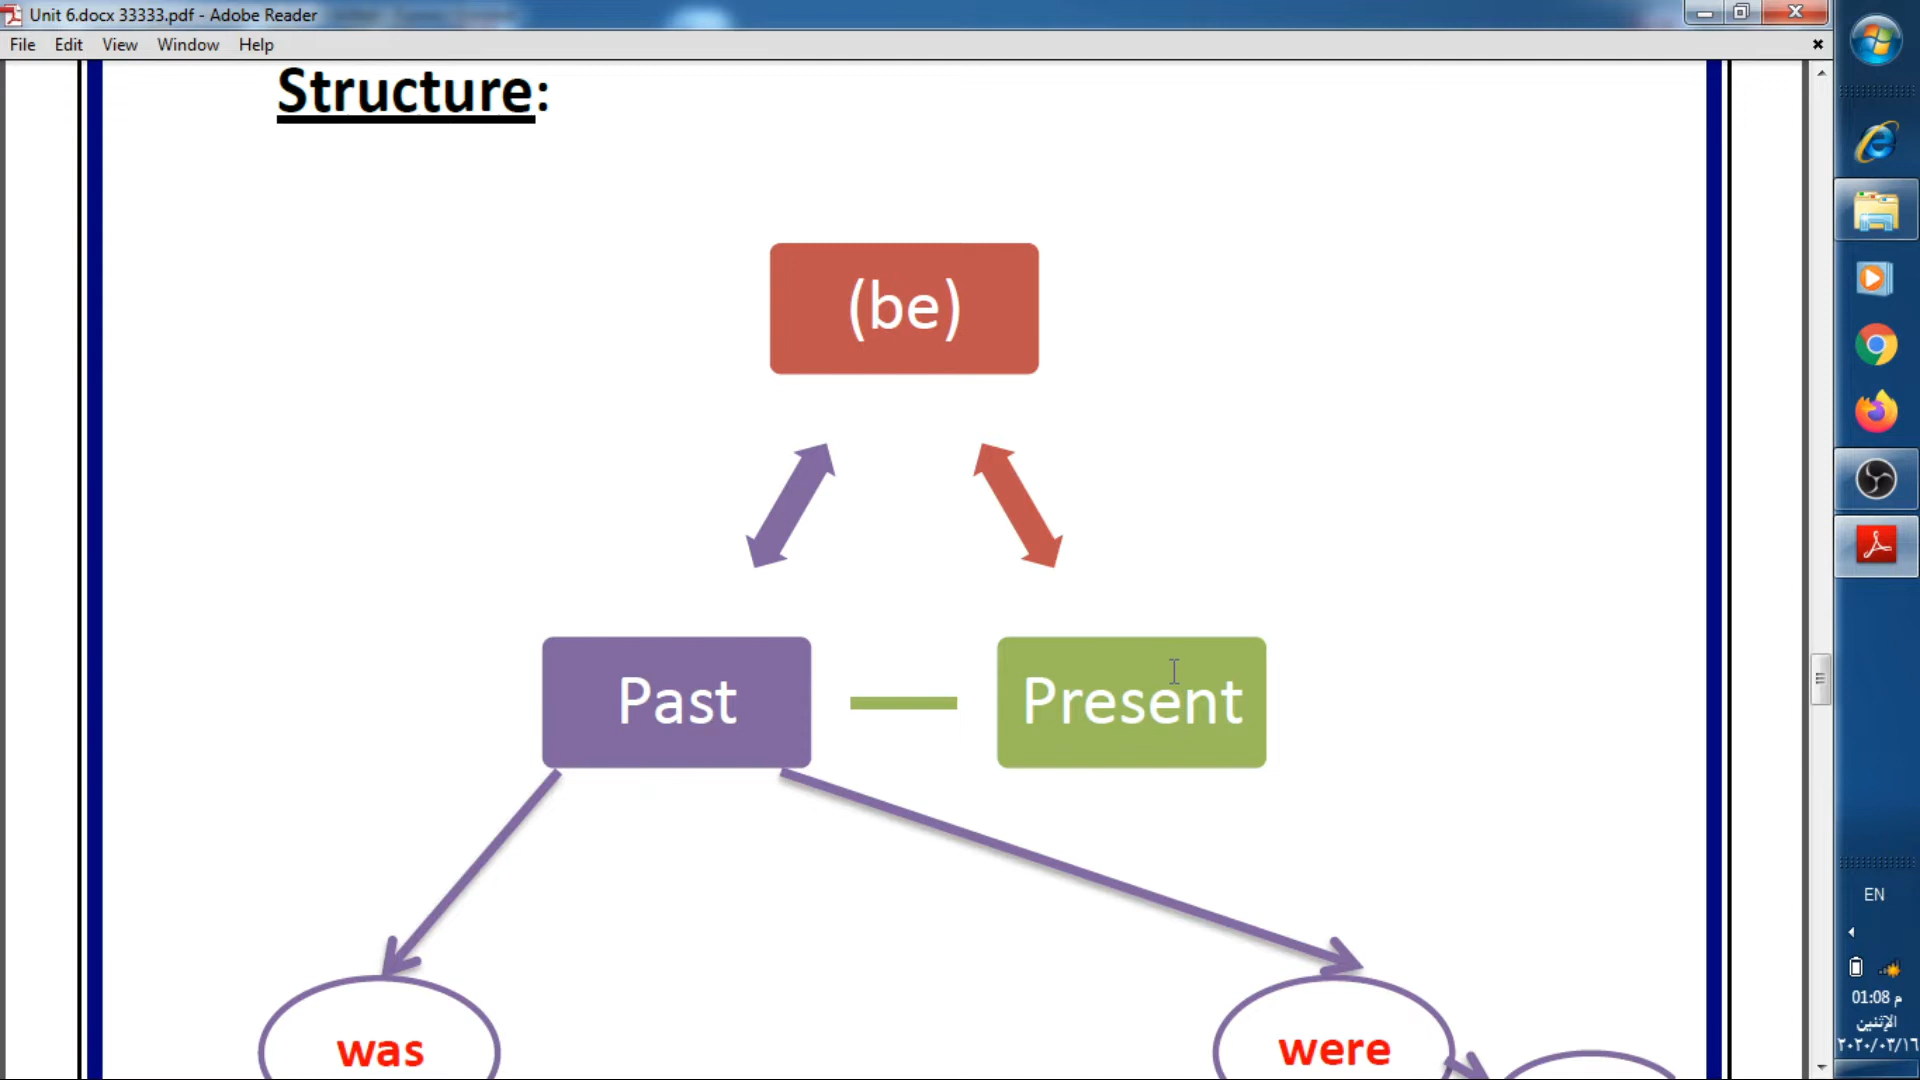 Unit 6.docx 33333.pdf - Adobe Reader
File Edit View Window Help
Structure:
(be)
Past
Present
was
were
EN
01:08 م
الإثنين
٢٠٢٠/٠٣/١٦